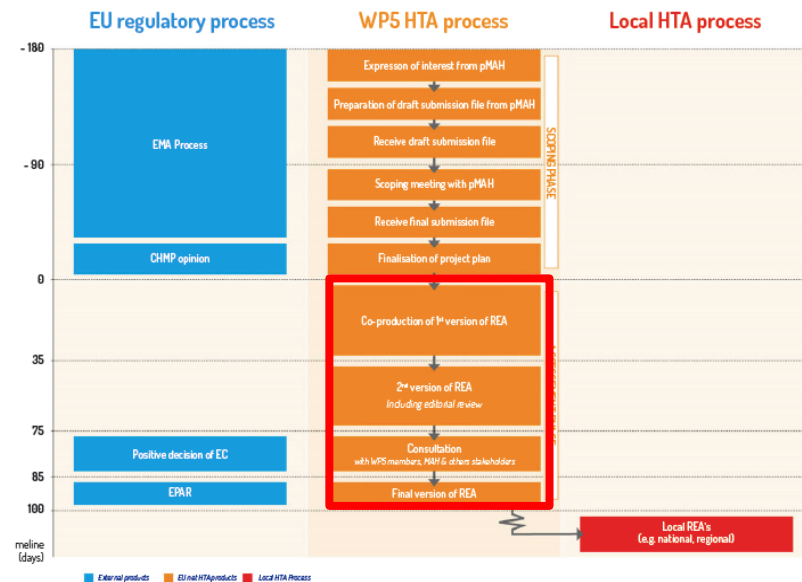 EU regulatory process
WP5 HTA process
Local HTA process
- 180
Expresson of interest from pMAH
Preparation of draft submission file from pMAH
EMA Process
Receive draft submission file
SCOPING PHASE
- 90
Scoping meeting with pMAH
Receive final submission file
CHMP opinion
Finalisation of project plan
0
Co-production of 1st version of REA
35
2nd version of REA
Including editorial review
75
Positive decision of EC
Consultation
with WP5 members, MAH & others stakeholders
85
EPAR
Final version of REA
100
Local REA's
(e.g. national, regional)
meline
(days)
External products
EU net HTA products
Local HTA Process